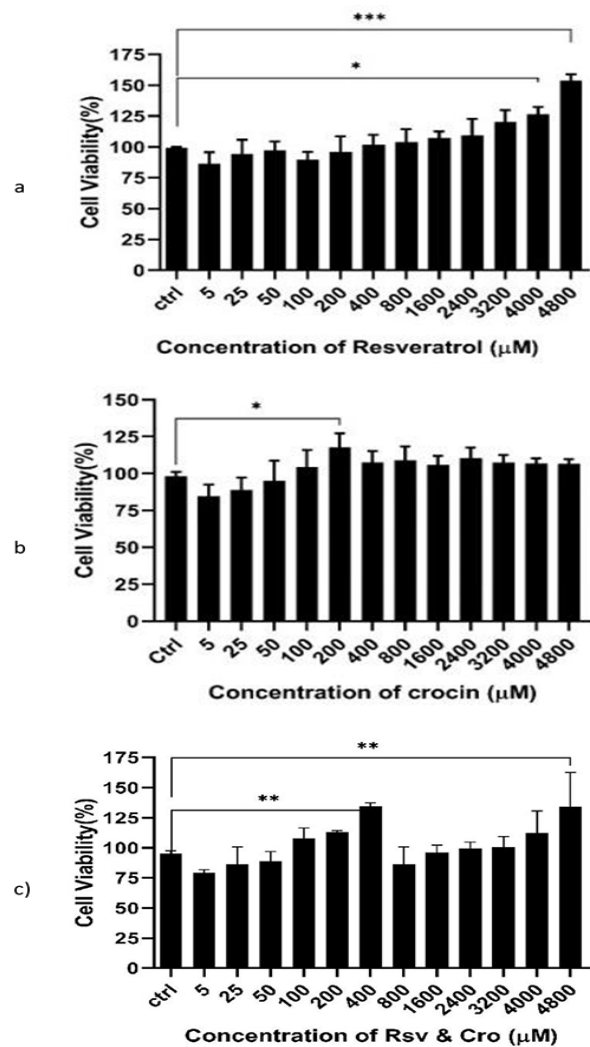 a
***
*
Cell Viability(%)
175
150
125
100
75
50
25
0
ctrl 5 25 50 100 200 400 800 1600 2400 3200 4000 4800
Concentration of Resveratrol (μM)
b
*
Cell Viability(%)
150
125
100
75
50
25
0
Ctrl 5 25 50 100 200 400 800 1600 2400 3200 4000 4800
Concentration of crocin (μM)
c)
**
**
Cell Viability(%)
175
150
125
100
75
50
25
0
ctrl 5 25 50 100 200 400 800 1600 2400 3200 4000 4800
Concentration of Rsv & Cro (μM)